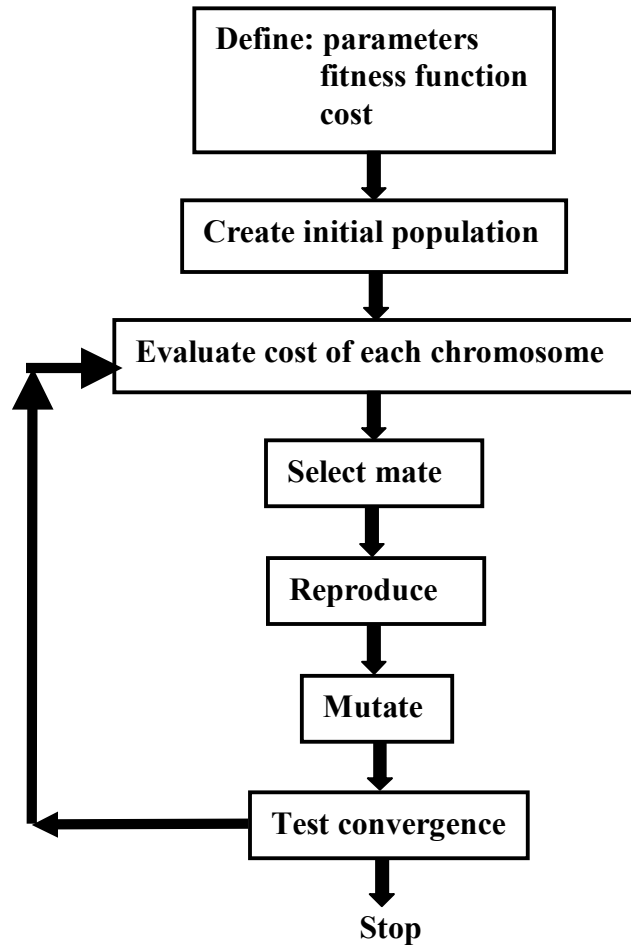 Define: parameters
fitness function
cost
Create initial population
Evaluate cost of each chromosome
Select mate
Reproduce
Mutate
Test convergence
Stop